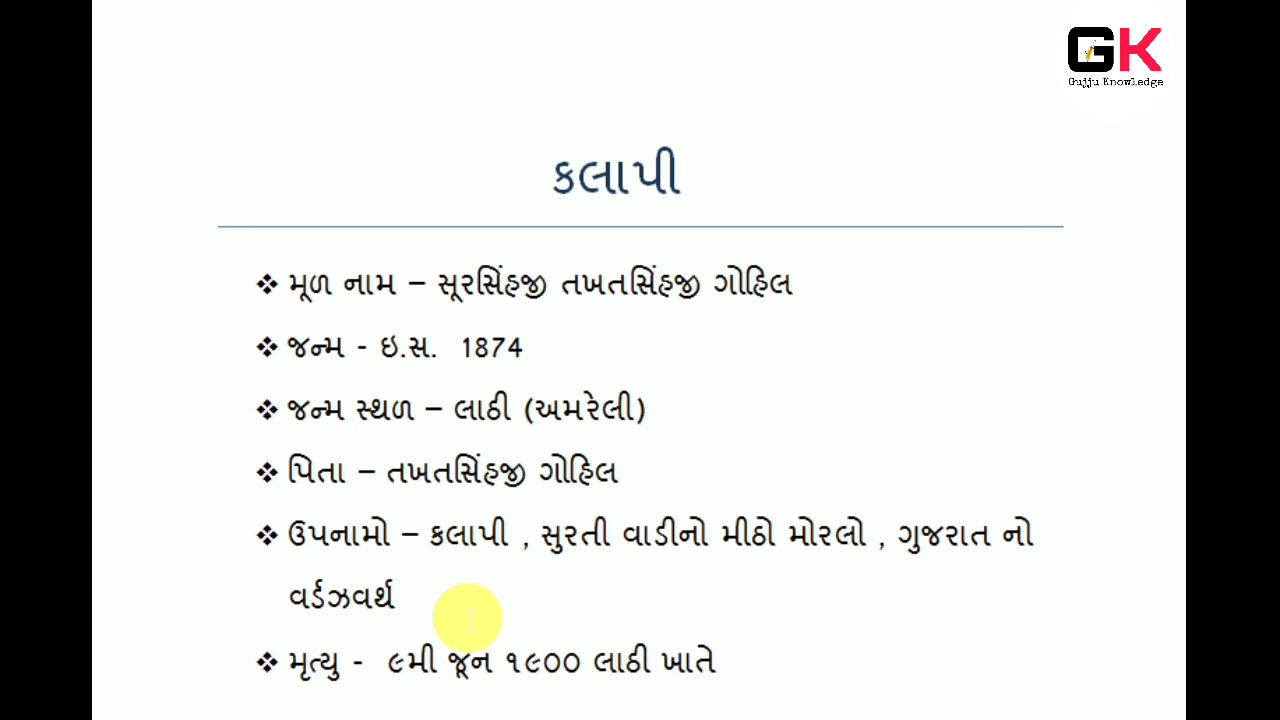 GK
Gujju Knowledge
કલાપી
❖ મૂળ નામ – સૂરસિંહજી તખતસિંહજી ગોહિલ
❖ જન્મ - ઇ.સ. 1874
❖ જન્મ સ્થળ – લાઠી (અમરેલી)
❖ પિતા – તખતસિંહજી ગોહિલ
❖ ઉપનામો – કલાપી , સુરતી વાડીનો મીઠો મોરલો , ગુજરાત નો
વર્ડઝવર્થ
❖ મૃત્યુ - ૯મી જૂન ૧૯૦૦ લાઠી ખાતે